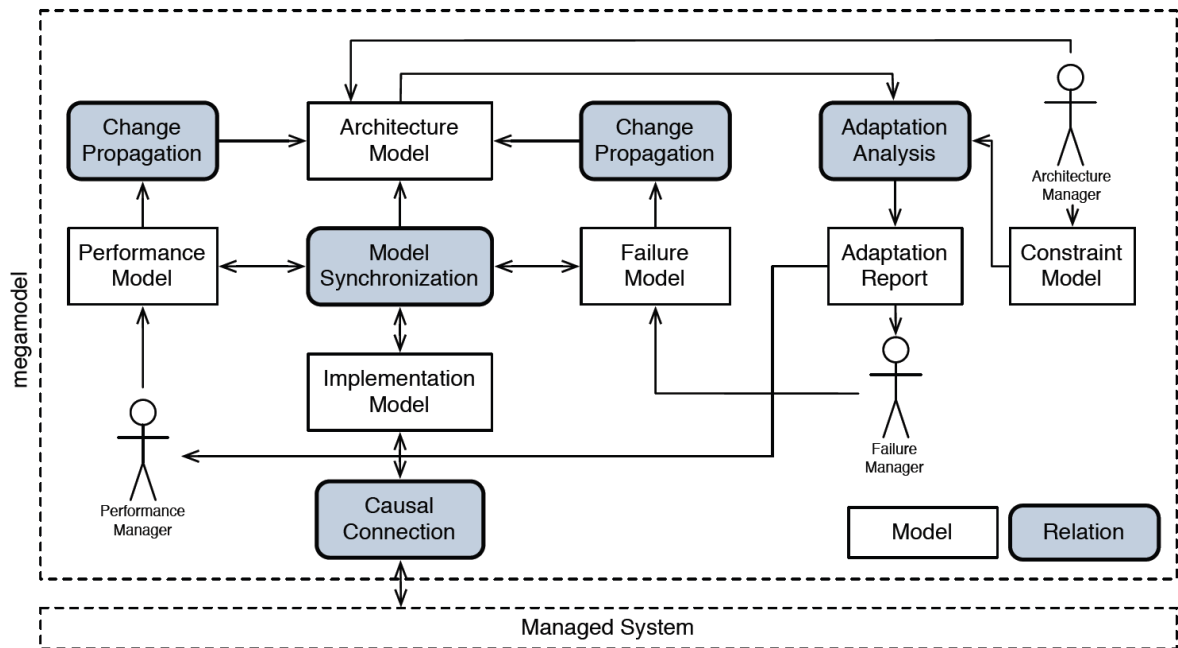 Change
Propagation
Architecture
Model
Change
Propagation
Adaptation
Analysis
Architecture
Manager
Performance
Model
Model
Synchronization
Failure
Model
Adaptation
Report
Constraint
Model
megamodel
Implementation
Model
Failure
Manager
Performance
Manager
Causal
Connection
Model
Relation
Managed System